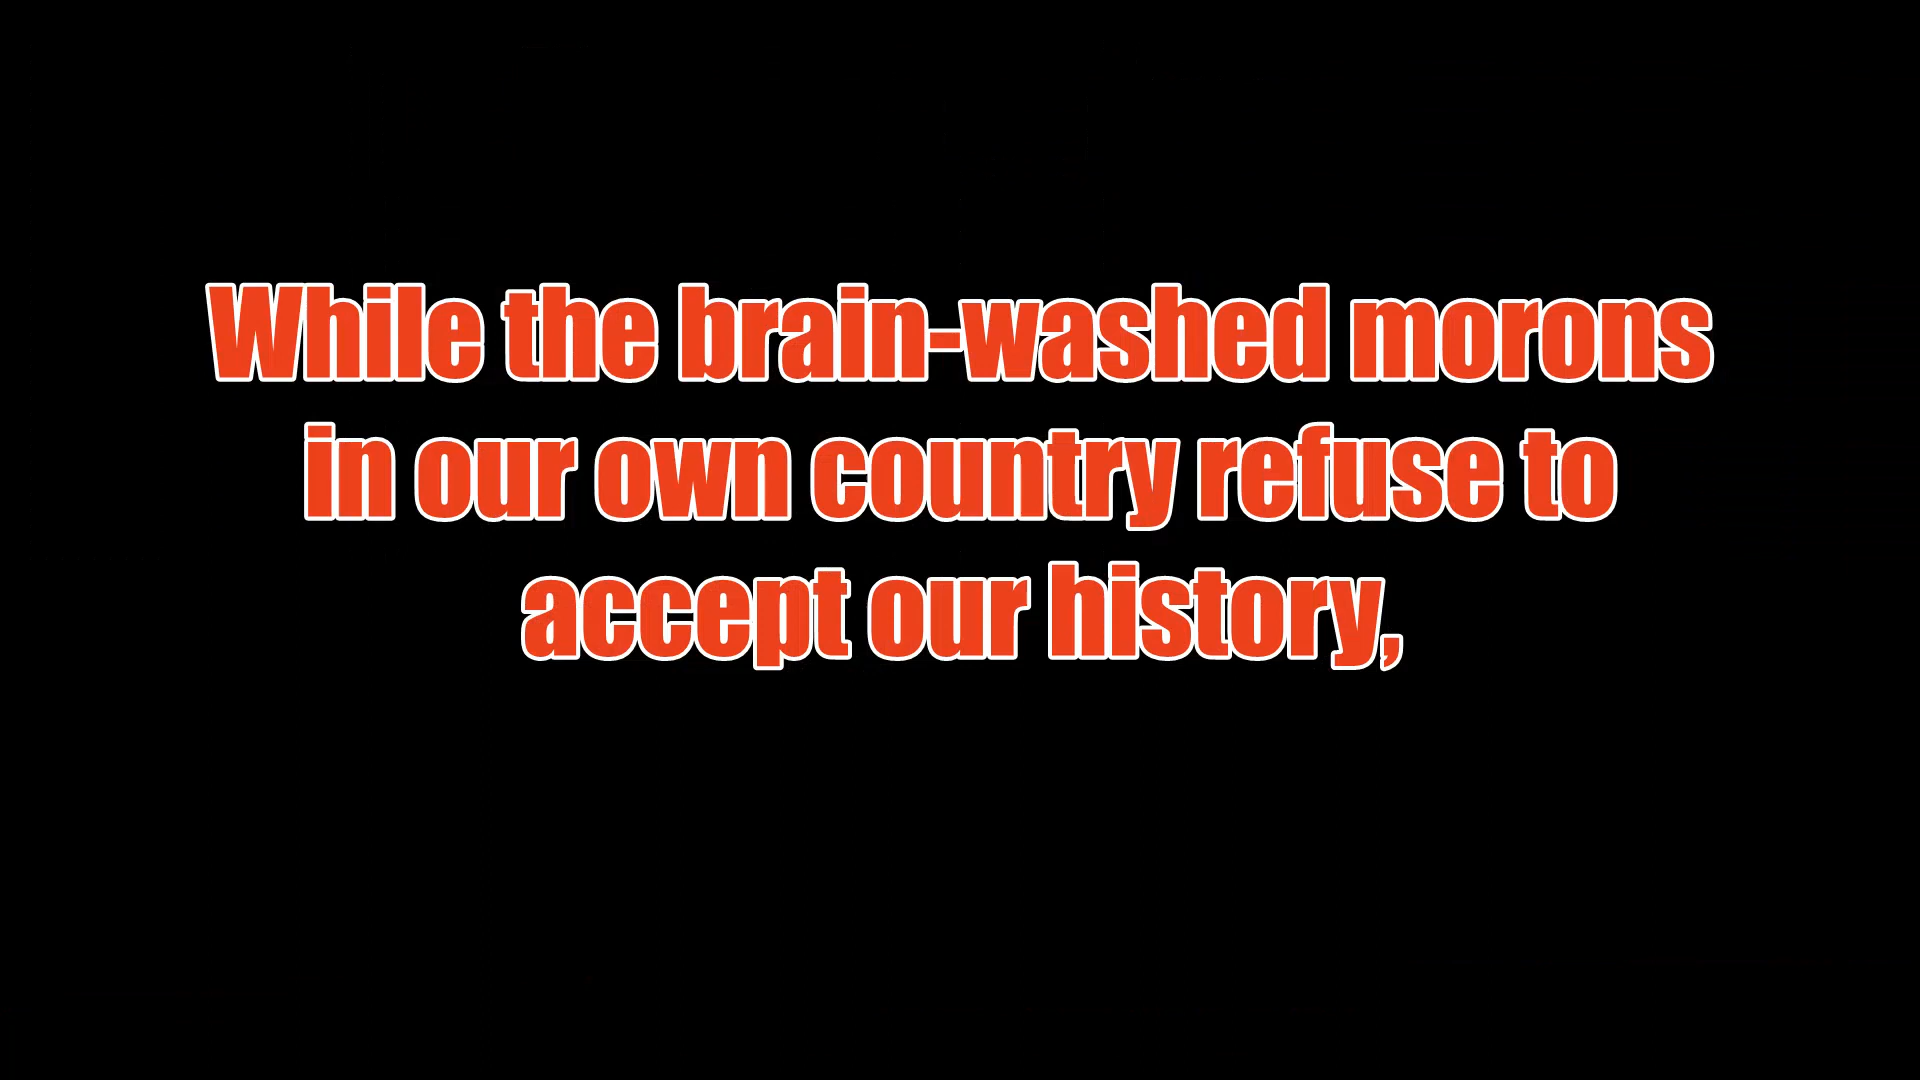 While the brain-washed morons
in our own country refuse to
accept our history,